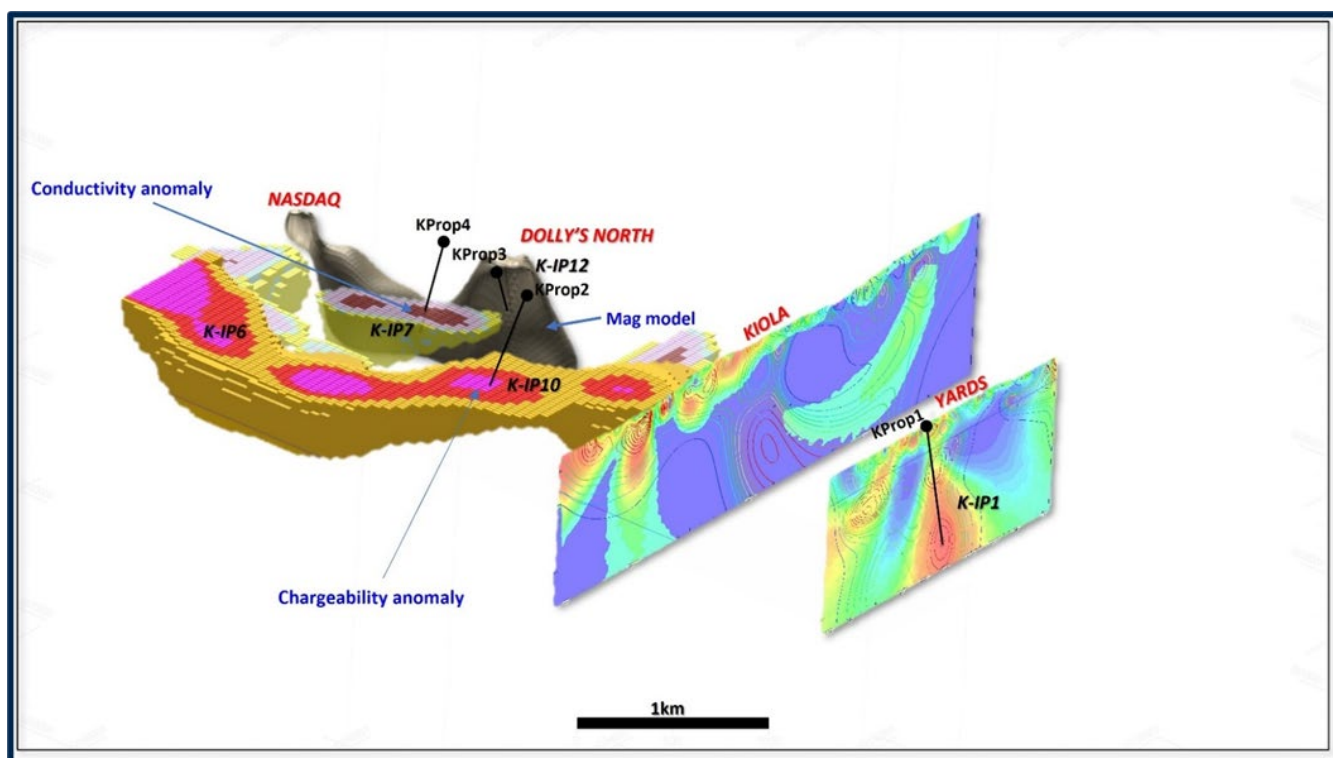 Conductivity anomaly
NASDAQ
KProp4
KProp3
DOLLY'S NORTH
K-IP12
KProp2
Mag model
K-IP6
K-IP7
K-IP10
KIOLA
YARDS
KProp1
K-IP1
Chargeability anomaly
1km